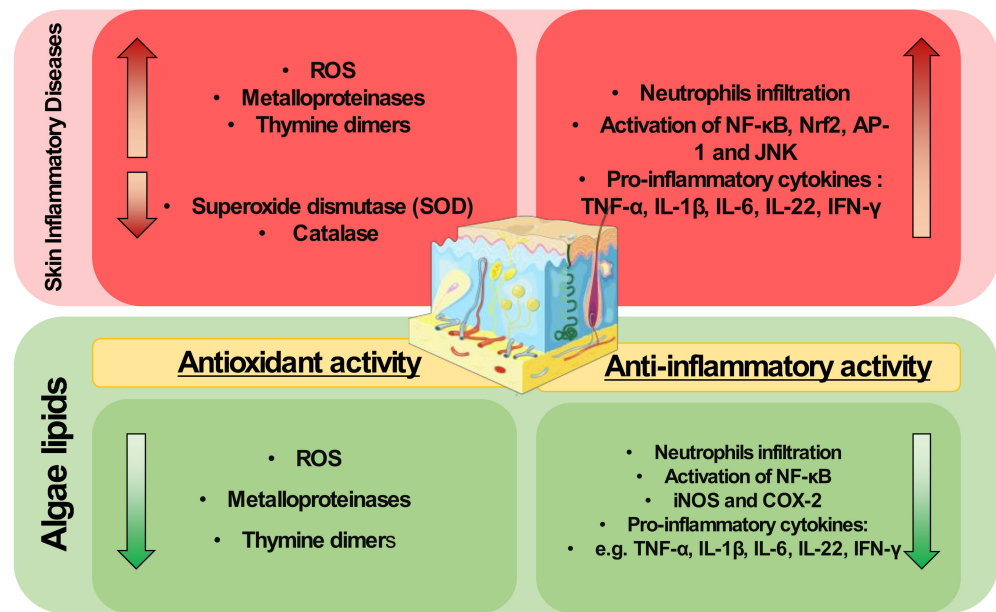 Skin Inflammatory Diseases
• ROS
• Metalloproteinases
• Thymine dimers
• Superoxide dismutase (SOD)
• Catalase
• Neutrophils infiltration
• Activation of NF-κB, Nrf2, AP-
1 and JNK
• Pro-inflammatory cytokines :
TNF-α, IL-1β, IL-6, IL-22, IFN-γ
Algae lipids
Antioxidant activity
• ROS
• Metalloproteinases
• Thymine dimers
Anti-inflammatory activity
• Neutrophils infiltration
• Activation of NF-κB
• iNOS and COX-2
• Pro-inflammatory cytokines:
• e.g. TNF-α, IL-1β, IL-6, IL-22, IFN-γ